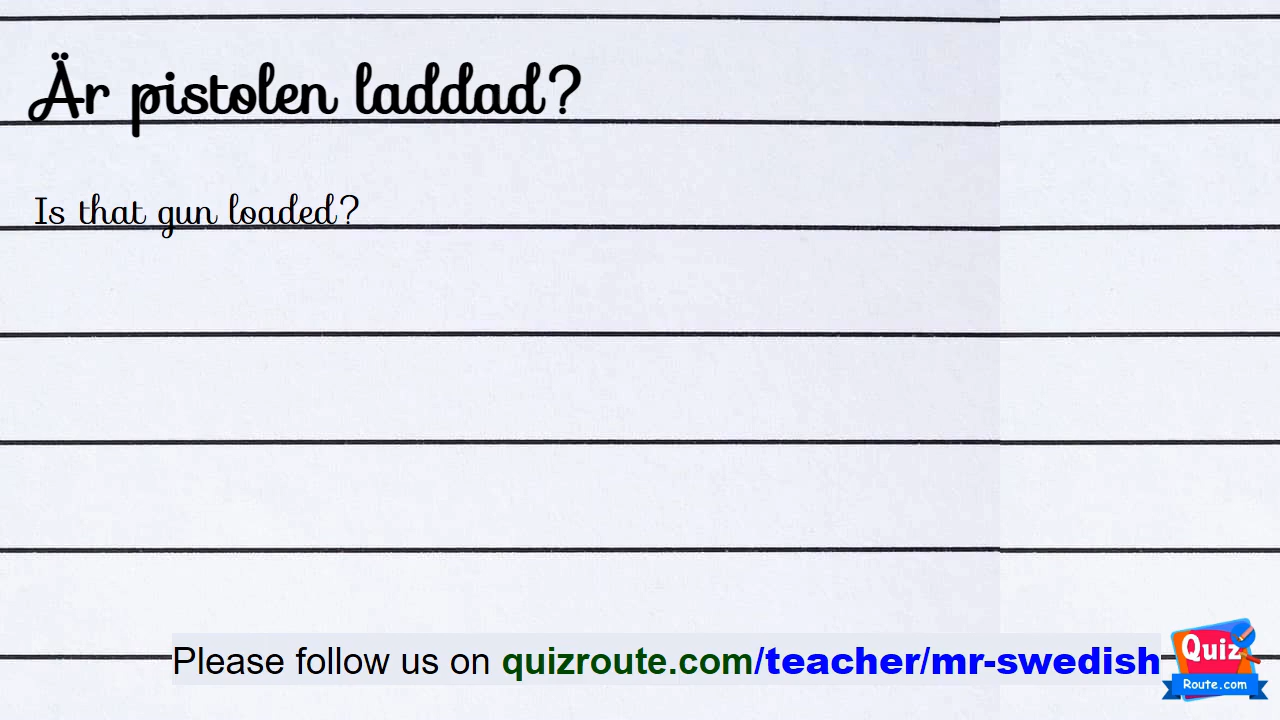 Är pistolen laddad?
Is that gun loaded?
Please follow us on quizroute.com/teacher/mr-swedish
Quiz
Route.com